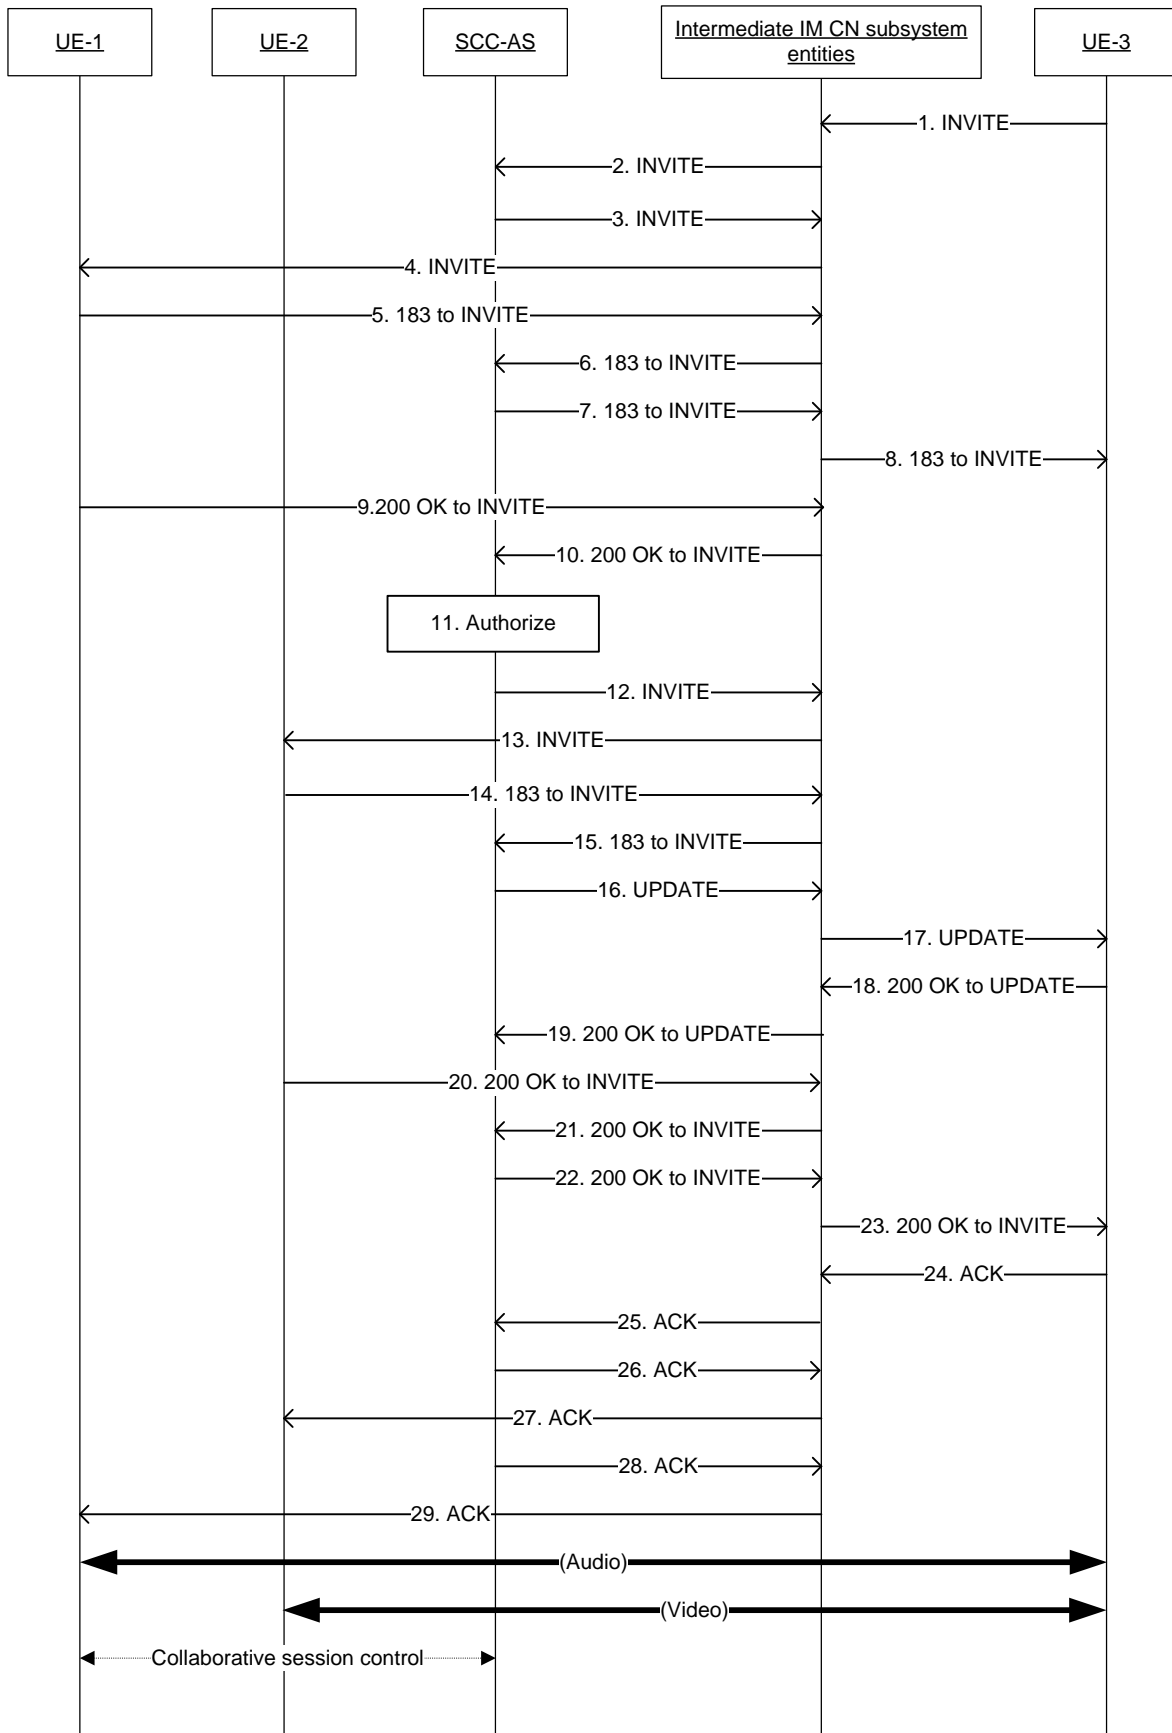 UE-1
UE-2
SCC-AS
Intermediate IM CN subsystem
entities
UE-3
1. INVITE
2. INVITE
3. INVITE
4. INVITE
5. 183 to INVITE
6. 183 to INVITE
7. 183 to INVITE
8. 183 to INVITE
9.200 OK to INVITE
10. 200 OK to INVITE
11. Authorize
12. INVITE
13. INVITE
14. 183 to INVITE
15. 183 to INVITE
16. UPDATE
17. UPDATE
18. 200 OK to UPDATE
19. 200 OK to UPDATE
20. 200 OK to INVITE
21. 200 OK to INVITE
22. 200 OK to INVITE
23. 200 OK to INVITE
24. ACK
25. ACK
26. ACK
27. ACK
28. ACK
29. ACK
(Audio)
(Video)
Collaborative session control